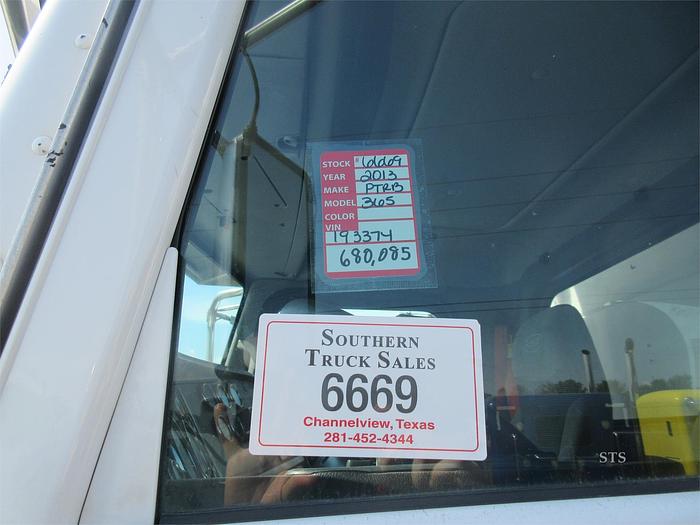 STOCK #6669
YEAR 2013
MAKE PTRB
MODEL 365
COLOR
VIN
193374
680,085
SOUTHERN
TRUCK SALES
6669
Channelview, Texas
281-452-4344
STS